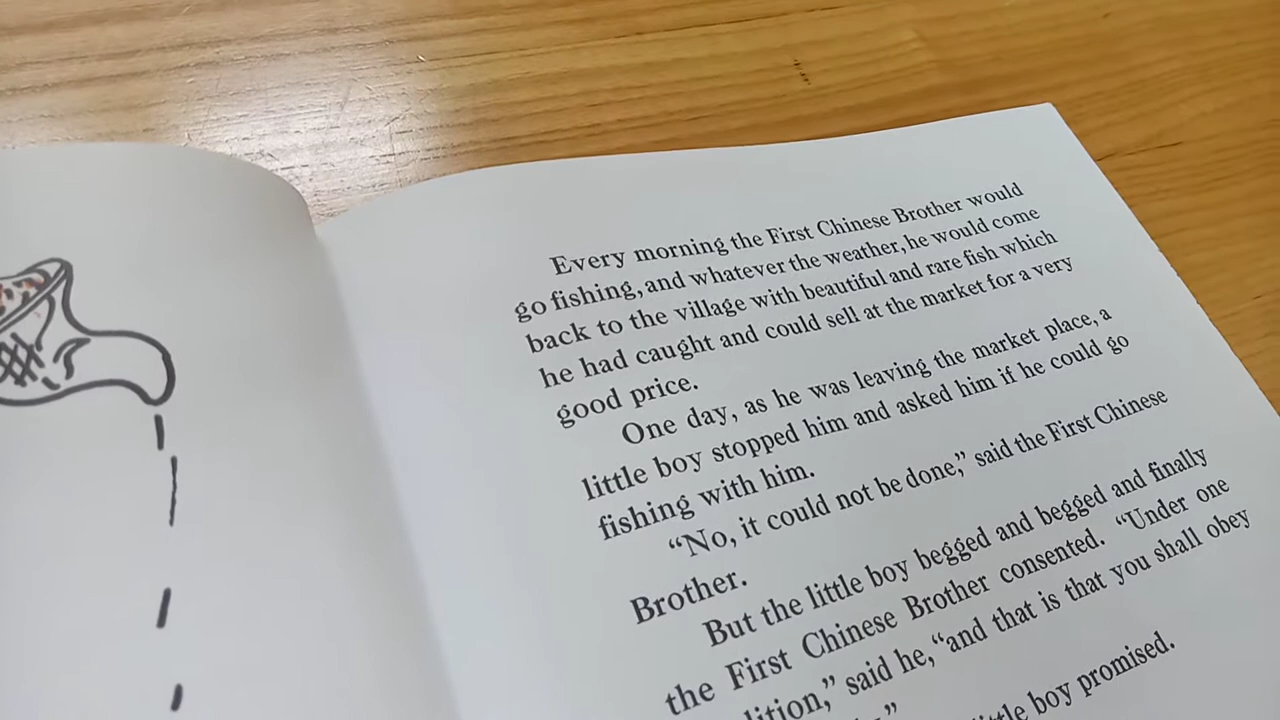 Every morning the First Chinese Brother would
go fishing, and whatever the weather, he would come
back to the village with beautiful and rare fish which
he had caught and could sell at the market for a very
good price.
One day, as he was leaving the market place, a
little boy stopped him and asked him if he could go
fishing with him.
“No, it could not be done,” said the First Chinese
Brother.
But the little boy begged and begged and finally
the First Chinese Brother consented. “Under one
dition,” said he, “and that is that you shall obey
little boy promised.